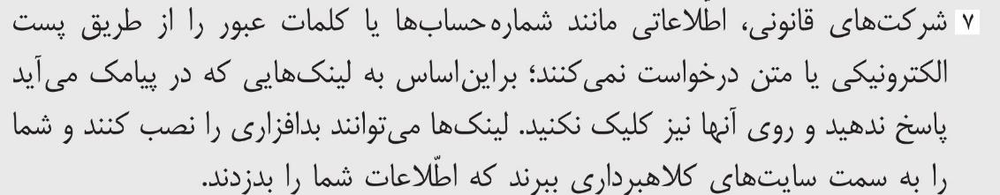 ۷ شرکت‌های قانونی، اطّلاعاتی مانند شماره حساب‌ها یا کلمات عبور را از طریق پست
الکترونیکی یا متن درخواست نمی‌کنند؛ براین‌اساس به لینک‌هایی که در پیامک می‌آید
پاسخ ندهید و روی آنها نیز کلیک نکنید. لینک‌ها می‌توانند بدافزاری را نصب کنند و شما
را به سمت سایت‌های کلاهبرداری ببرند که اطّلاعات شما را بدزدند.